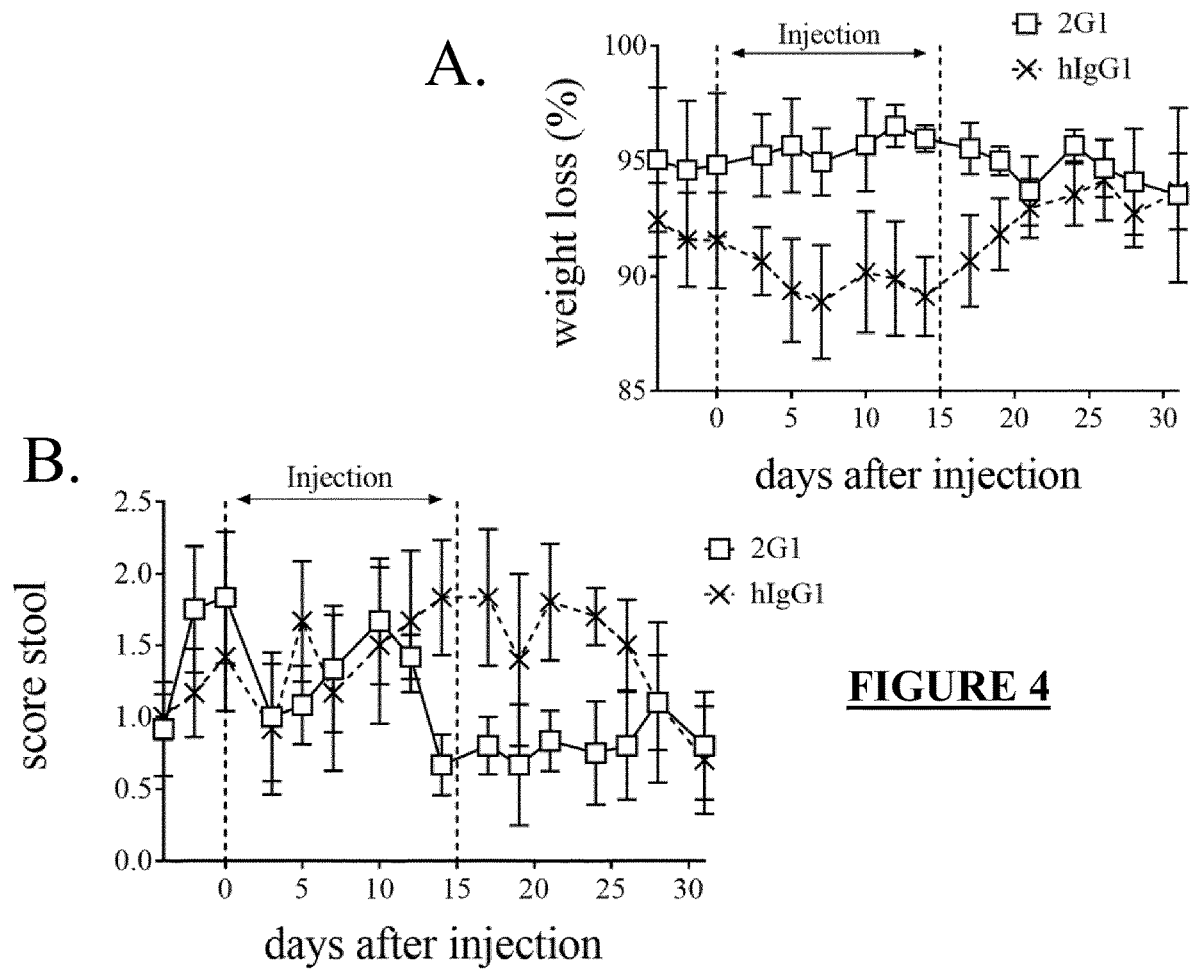 A.
Injection
2G1
hIgG1
weight loss (%)
100
95
90
85
0 5 10 15 20 25 30
days after injection
B.
Injection
2G1
hIgG1
score stool
2.5
2.0
1.5
1.0
0.5
0.0
0 5 10 15 20 25 30
days after injection
FIGURE 4